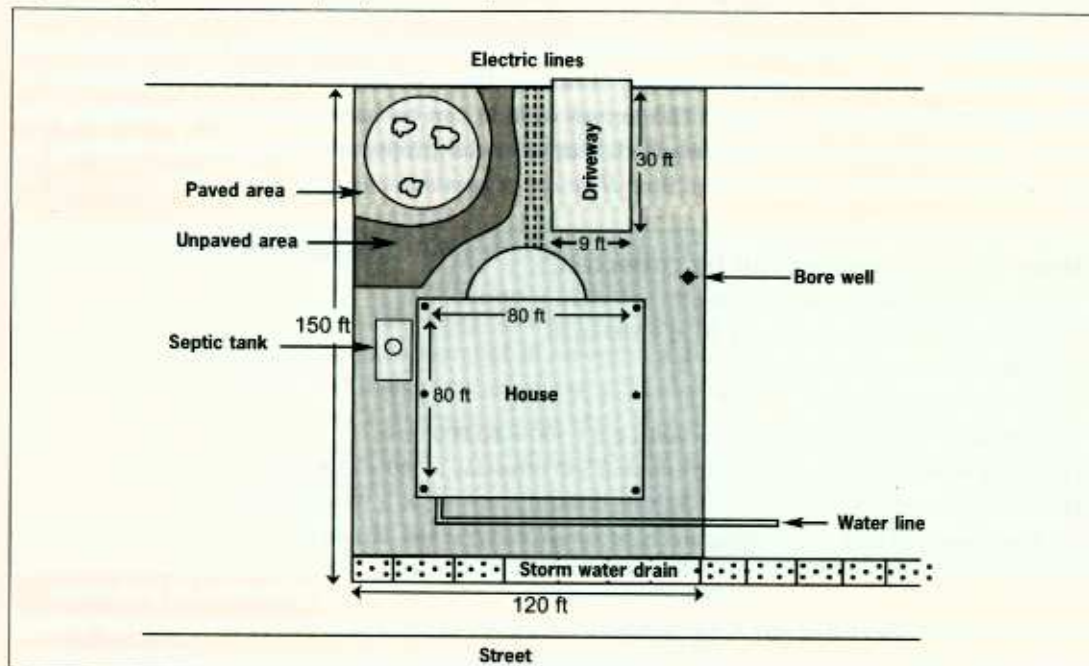 Electric lines
Driveway
30 ft
Paved area
Unpaved area
9 ft
Bore well
150 ft
80 ft
Septic tank
80 ft
House
Water line
Storm water drain
120 ft
Street